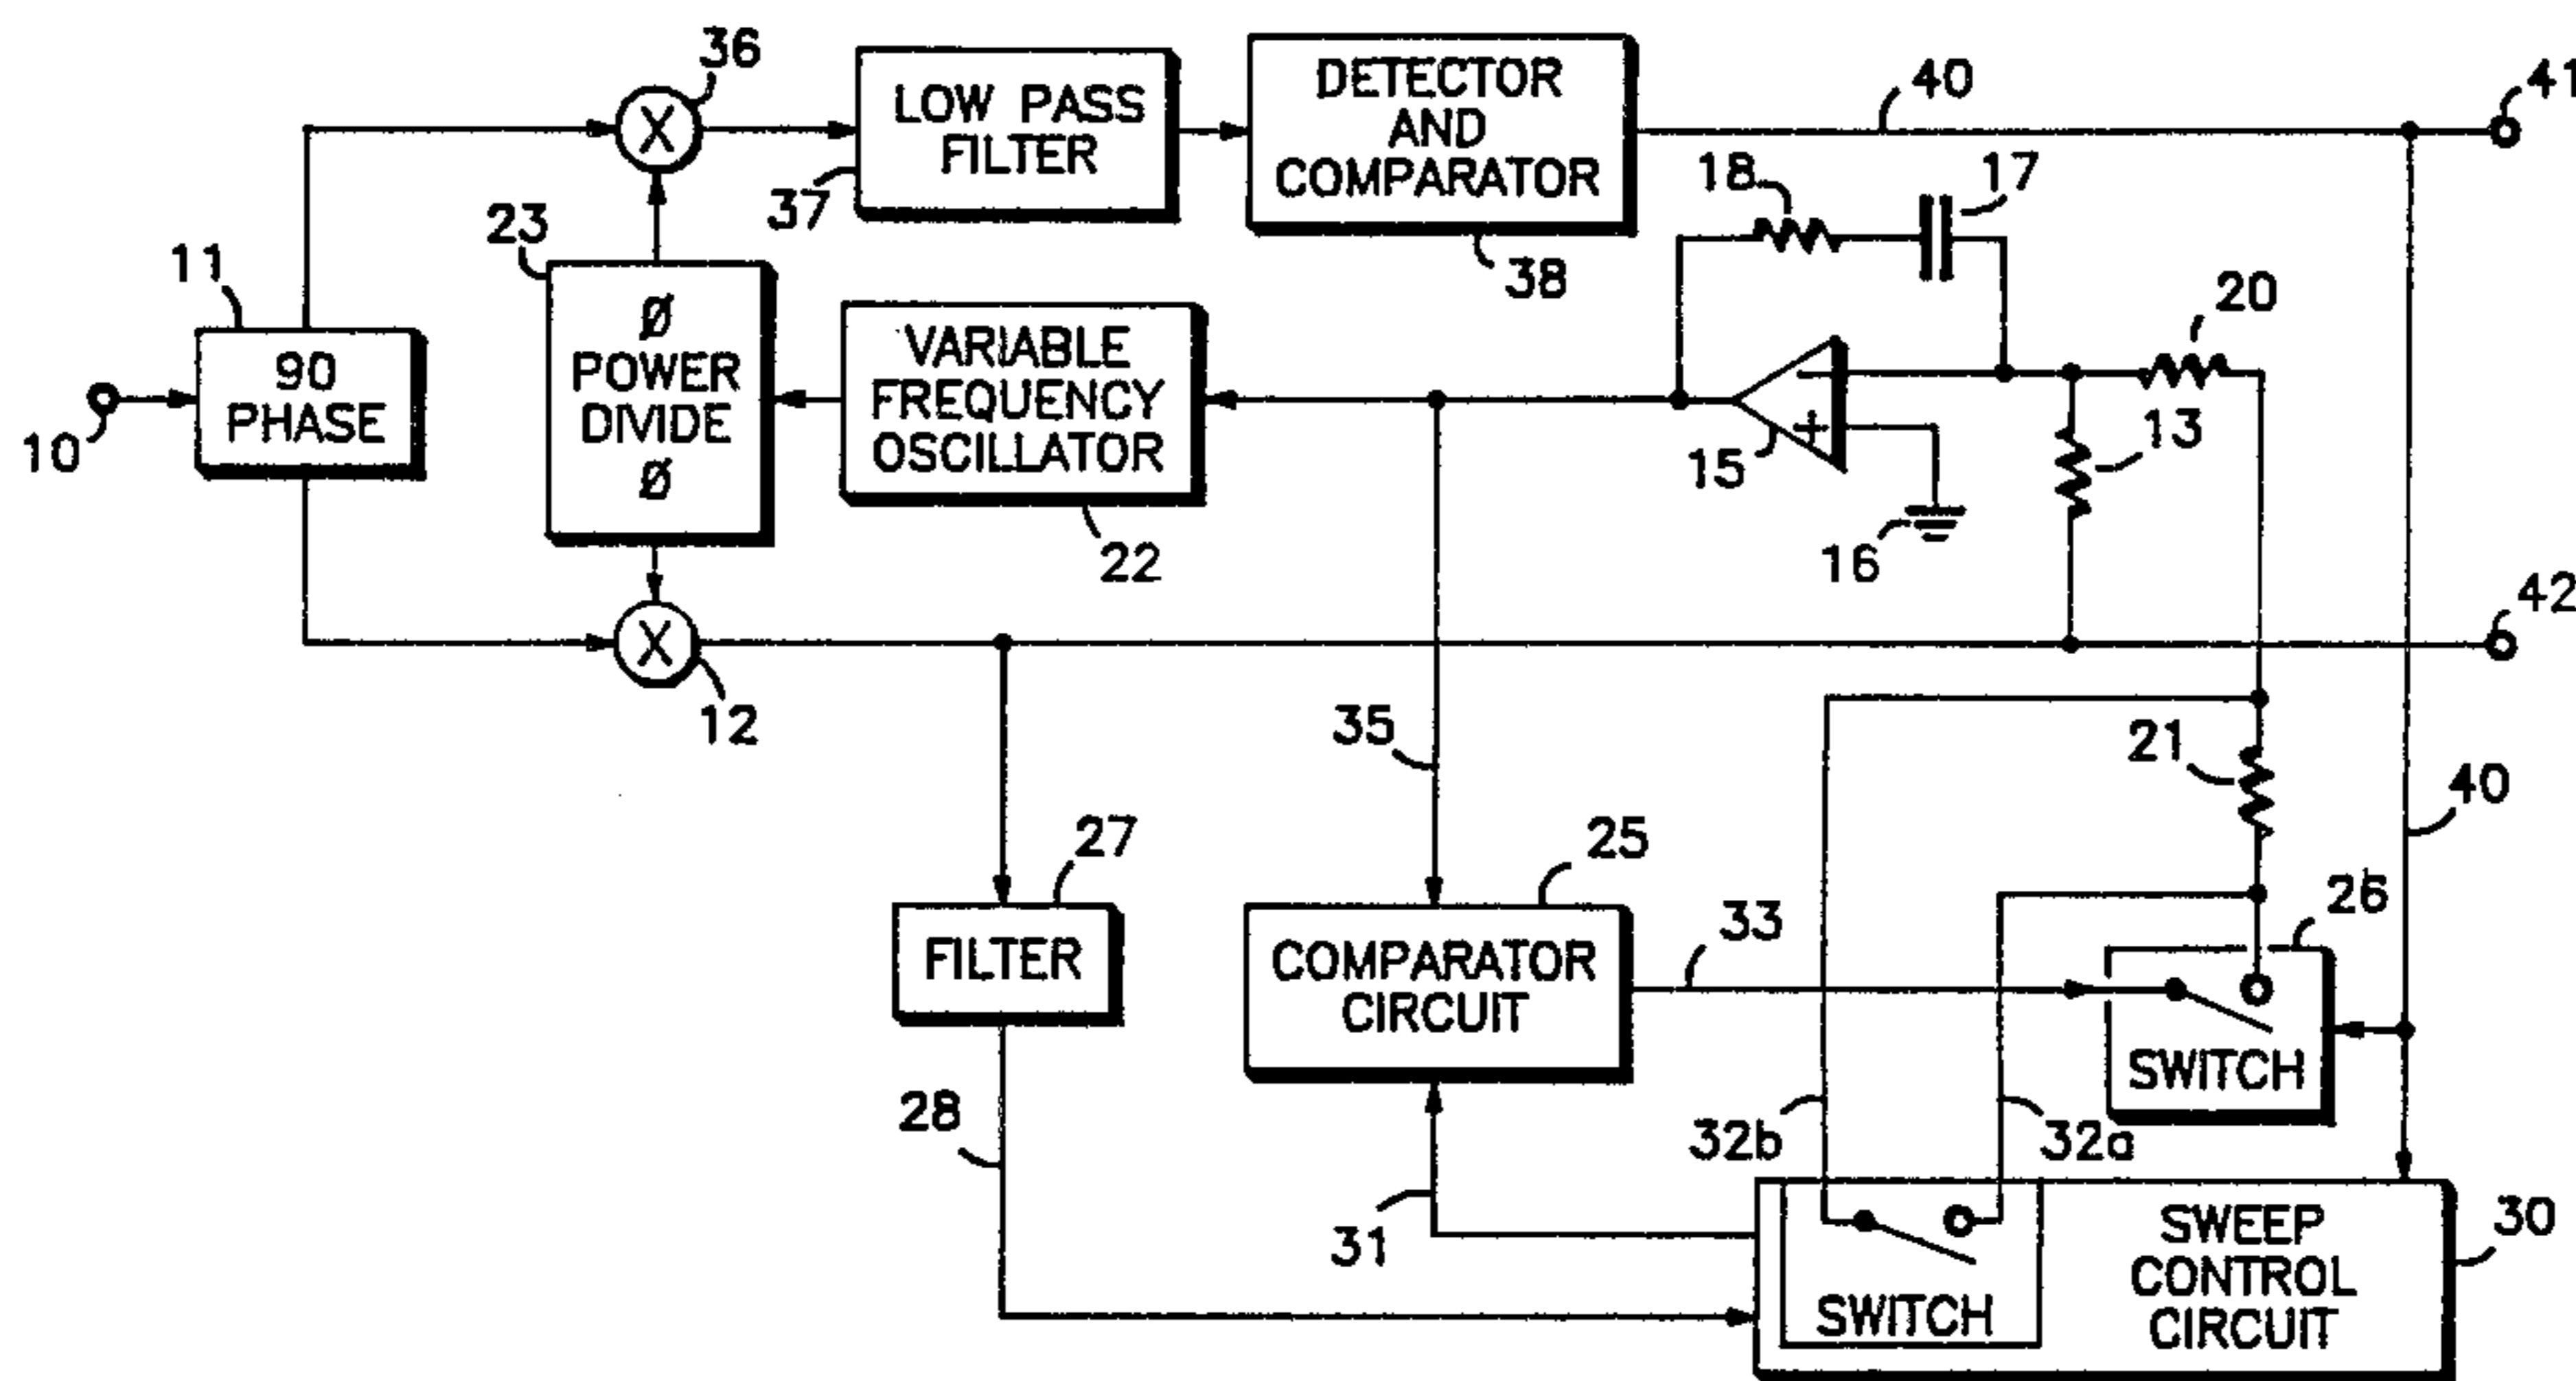 36
LOW PASS
FILTER
37
DETECTOR
AND
COMPARATOR
38
40
41
18
17
23
11
90
PHASE
10
Ø
POWER
DIVIDE
Ø
VARIABLE
FREQUENCY
OSCILLATOR
22
−
+
15
16
20
13
42
X
X
12
35
21
40
27
FILTER
25
COMPARATOR
CIRCUIT
33
26
SWITCH
28
32b
32a
31
SWITCH
SWEEP
CONTROL
CIRCUIT
30